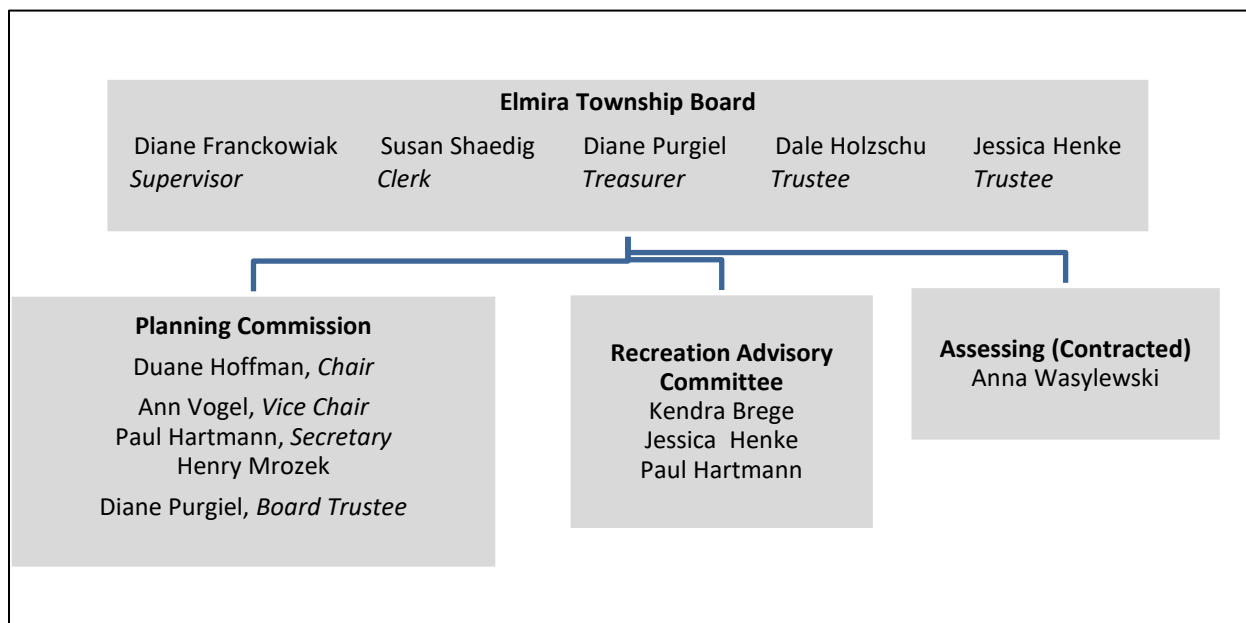 Elmira Township Board
Diane Franckowiak Susan Shaedig Diane Purgiel Dale Holzschu Jessica Henke
Supervisor Clerk Treasurer Trustee Trustee
Planning Commission
Duane Hoffman, Chair
Ann Vogel, Vice Chair
Paul Hartmann, Secretary
Henry Mrozek
Diane Purgiel, Board Trustee
Recreation Advisory
Committee
Kendra Brege
Jessica Henke
Paul Hartmann
Assessing (Contracted)
Anna Wasylewski